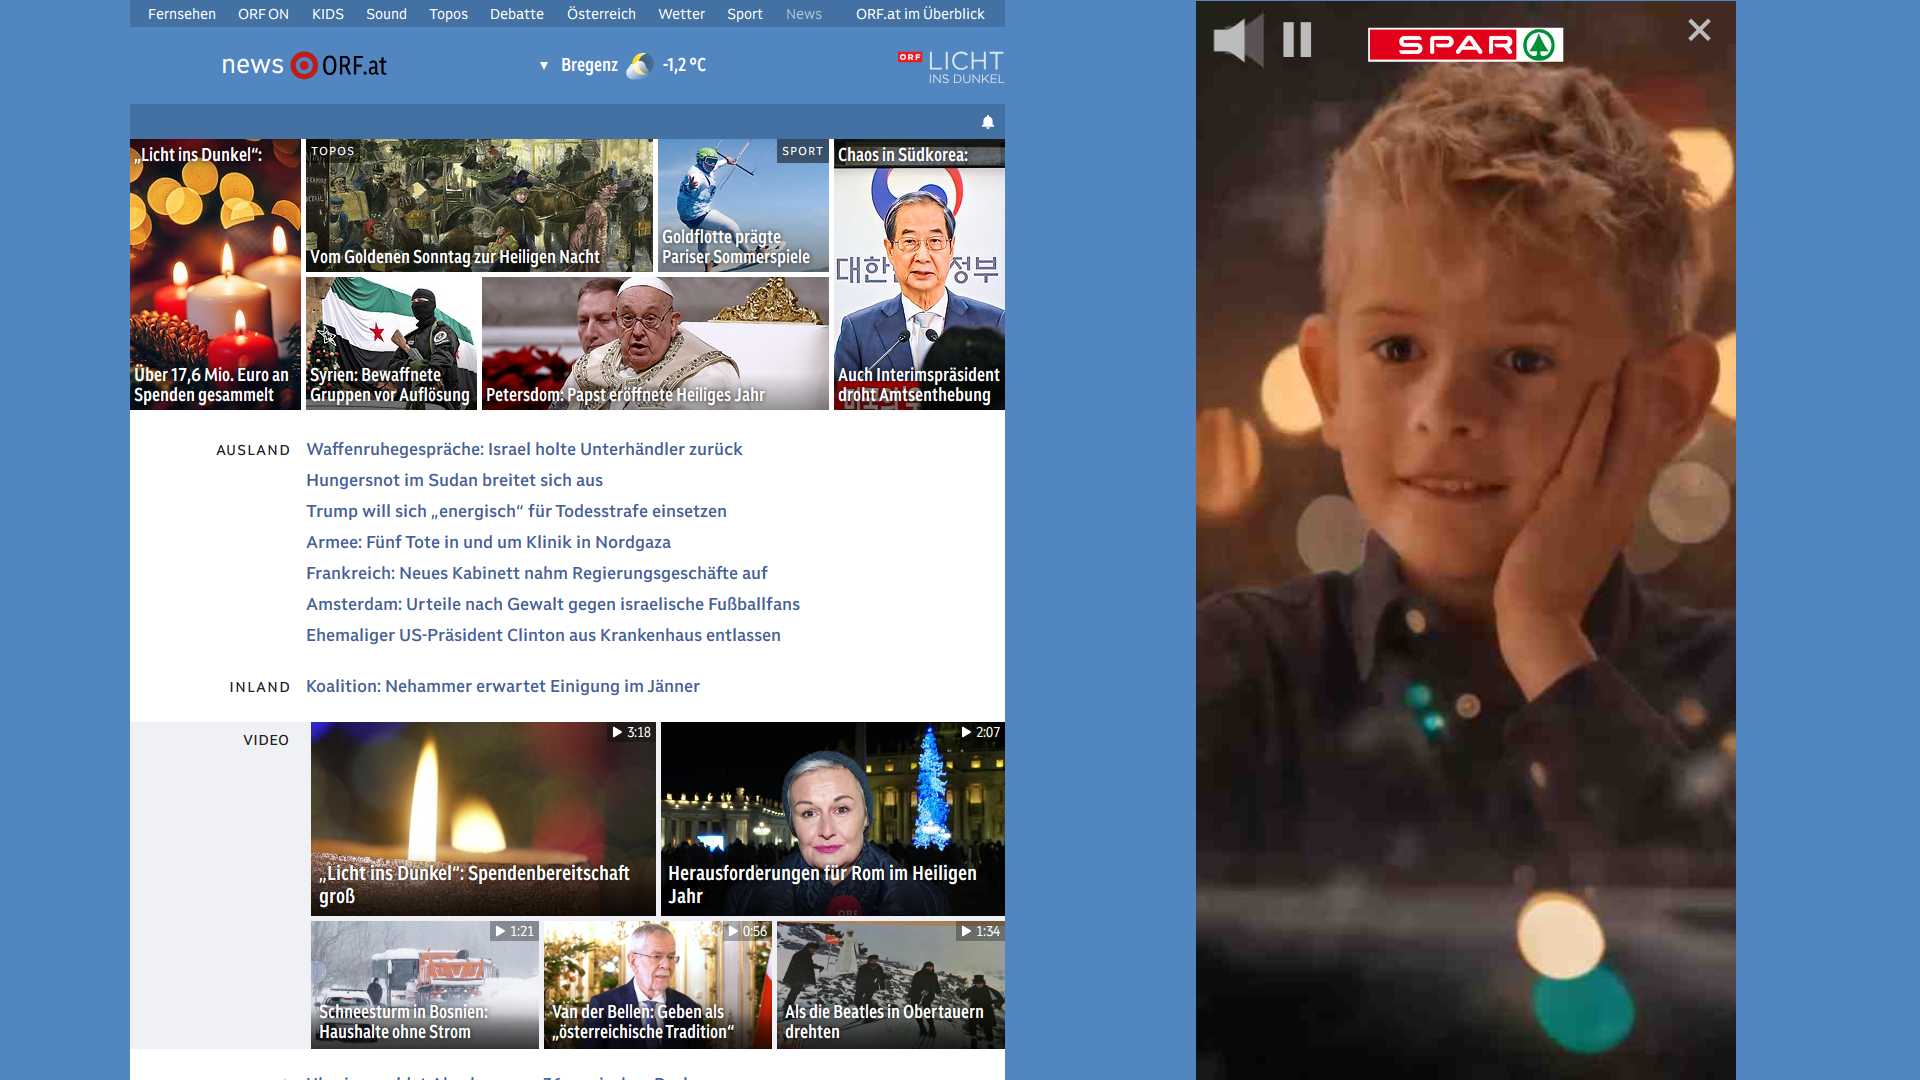 Fernsehen ORF ON KIDS Sound Topos Debatte Österreich Wetter Sport News ORF.at im Überblick
news ORF.at
Bregenz -1,2 °C
ORF LICHT
INS DUNKEL
„Licht ins Dunkel“:
Über 17,6 Mio. Euro an
Spenden gesammelt
TOPOS
Vom Goldenen Sonntag zur Heiligen Nacht
SPORT
Goldflotte prägte
Pariser Sommerspiele
Syrien: Bewaffnete
Gruppen vor Auflösung
Petersdom: Papst eröffnete Heiliges Jahr
Chaos in Südkorea:
Auch Interimspräsident
droht Amtsenthebung
AUSLAND
Waffenruhegespräche: Israel holte Unterhändler zurück
Hungersnot im Sudan breitet sich aus
Trump will sich „energisch“ für Todesstrafe einsetzen
Armee: Fünf Tote in und um Klinik in Nordgaza
Frankreich: Neues Kabinett nahm Regierungsgeschäfte auf
Amsterdam: Urteile nach Gewalt gegen israelische Fußballfans
Ehemaliger US-Präsident Clinton aus Krankenhaus entlassen
INLAND
Koalition: Nehammer erwartet Einigung im Jänner
VIDEO
3:18
„Licht ins Dunkel“: Spendenbereitschaft
groß
2:07
Herausforderungen für Rom im Heiligen
Jahr
1:21
Schneesturm in Bosnien:
Haushalte ohne Strom
0:56
Van der Bellen: Geben als
„österreichische Tradition“
1:34
Als die Beatles in Obertauern
drehten
SPAR